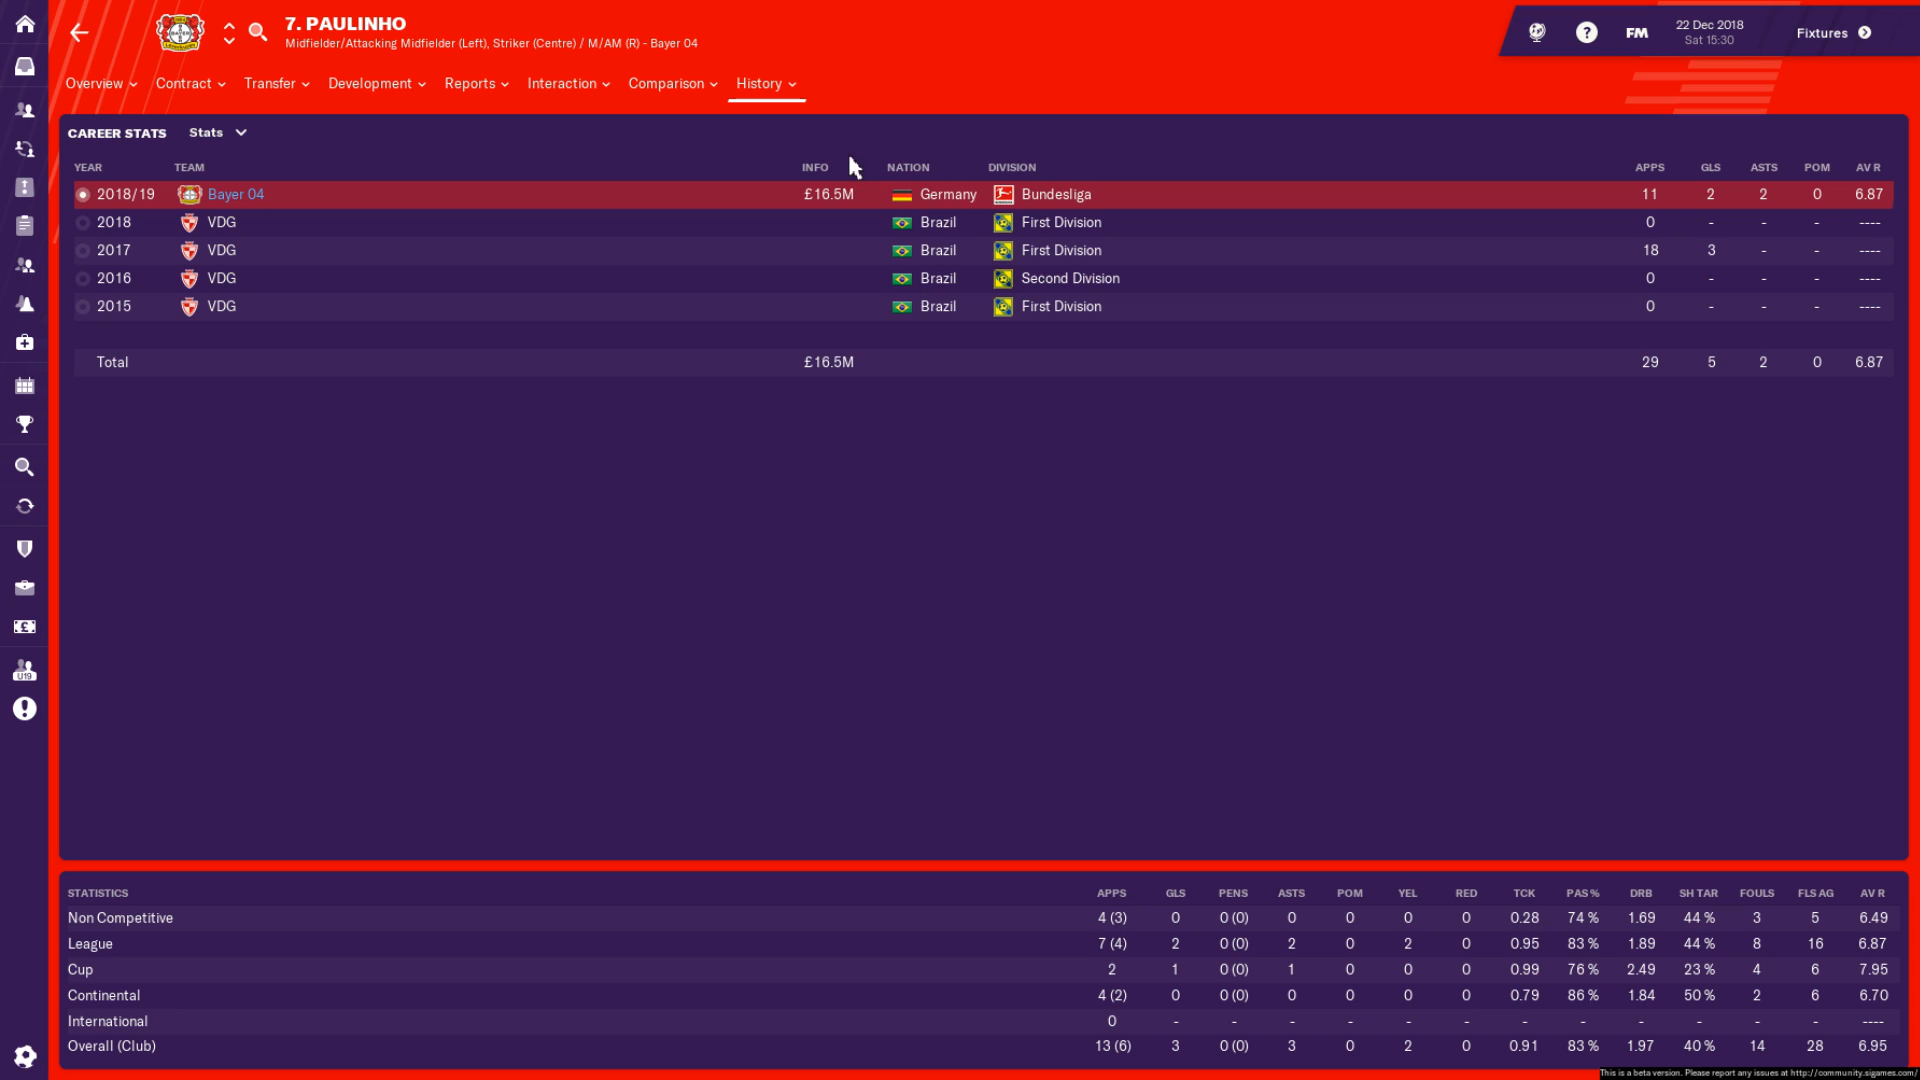 7. PAULINHO
Midfielder/Attacking Midfielder (Left), Striker (Centre) / M/AM (R) - Bayer 04
FM
22 Dec 2018
Sat 15:30
Fixtures
Overview Contract Transfer Development Reports Interaction Comparison History
CAREER STATS Stats
YEAR TEAM INFO NATION DIVISION APPS GLS ASTS POM AV R
2018/19 Bayer 04 £16.5M Germany Bundesliga 11 2 2 0 6.87
2018 VDG Brazil First Division 0 - - - ----
2017 VDG Brazil First Division 18 3 - - ----
2016 VDG Brazil Second Division 0 - - - ----
2015 VDG Brazil First Division 0 - - - ----
Total £16.5M 29 5 2 0 6.87
U19
STATISTICS APPS GLS PENS ASTS POM YEL RED TCK PAS % DRB SH TAR FOULS FLS AG AV R
Non Competitive 4 (3) 0 0 (0) 0 0 0 0 0.28 74 % 1.69 44 % 3 5 6.49
League 7 (4) 2 0 (0) 2 0 2 0 0.95 83 % 1.89 44 % 8 16 6.87
Cup 2 1 0 (0) 1 0 0 0 0.99 76 % 2.49 23 % 4 6 7.95
Continental 4 (2) 0 0 (0) 0 0 0 0 0.79 86 % 1.84 50 % 2 6 6.70
International 0 - - - - - - - - - - - - ----
Overall (Club) 13 (6) 3 0 (0) 3 0 2 0 0.91 83 % 1.97 40 % 14 28 6.95
This is a beta version. Please report any issues at http://community.sigames.com/